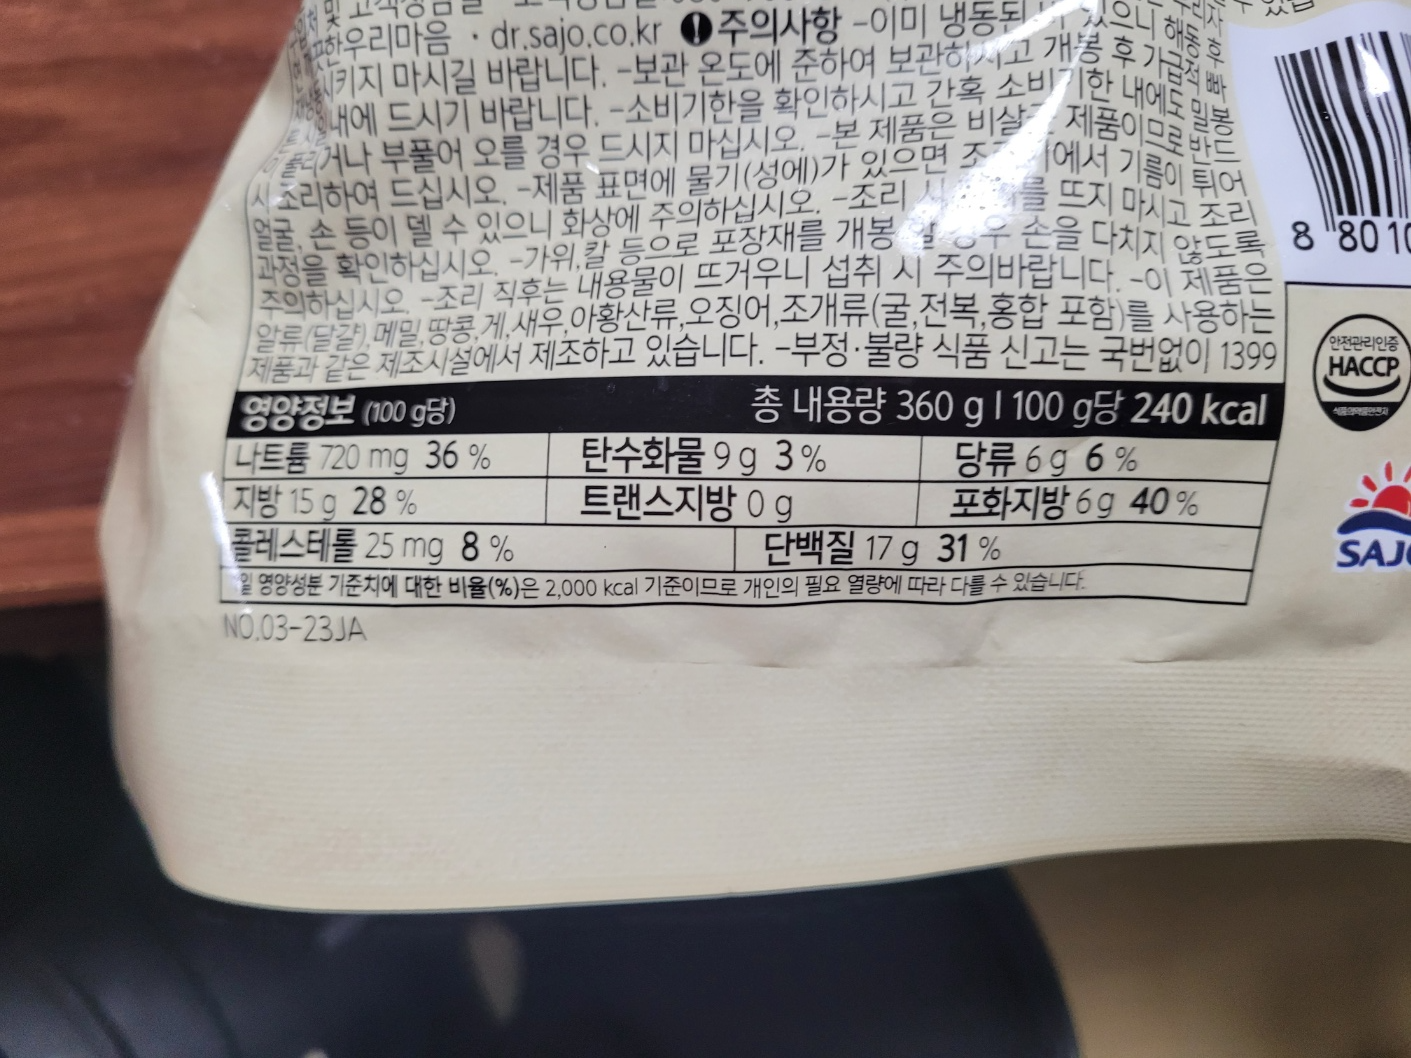 우리마음 · dr.sajo.co.kr ❗주의사항 -이미 냉동된
시키지 마시길 바랍니다. -보관 온도에 준하여 보관하시고 개봉 후 가급적 빠
내에 드시기 바랍니다. -소비기한을 확인하시고 간혹 소비기한 내에도 밀봉
거나 부풀어 오를 경우 드시지 마십시오. -본 제품은 비살균 제품이므로 반드
시 조리하여 드십시오. -제품 표면에 물기(성에)가 있으면 에서 기름이 튀어
얼굴, 손 등이 델 수 있으니 화상에 주의하십시오. -조리 시 를 뜨지 마시고 조리
과정을 확인하십시오. -가위,칼 등으로 포장재를 개봉 할 경우 손을 다치지 않도록
주의하십시오. -조리 직후는 내용물이 뜨거우니 섭취 시 주의바랍니다. -이 제품은
알류(달걀),메밀,땅콩,게,새우,아황산류,오징어,조개류(굴,전복,홍합 포함)를 사용하는
제품과 같은 제조시설에서 제조하고 있습니다. -부정·불량 식품 신고는 국번없이 1399
영양정보 (100 g당) 총 내용량 360 g I 100 g당 240 kcal
나트륨 720 mg 36 % 탄수화물 9 g 3 % 당류 6 g 6 %
지방 15 g 28 % 트랜스지방 0 g 포화지방 6 g 40 %
콜레스테롤 25 mg 8 % 단백질 17 g 31 %
일 영양성분 기준치에 대한 비율(%)은 2,000 kcal 기준이므로 개인의 필요 열량에 따라 다를 수 있습니다.
NO.03-23JA
8 80 10
안전관리인증
HACCP
SAJO